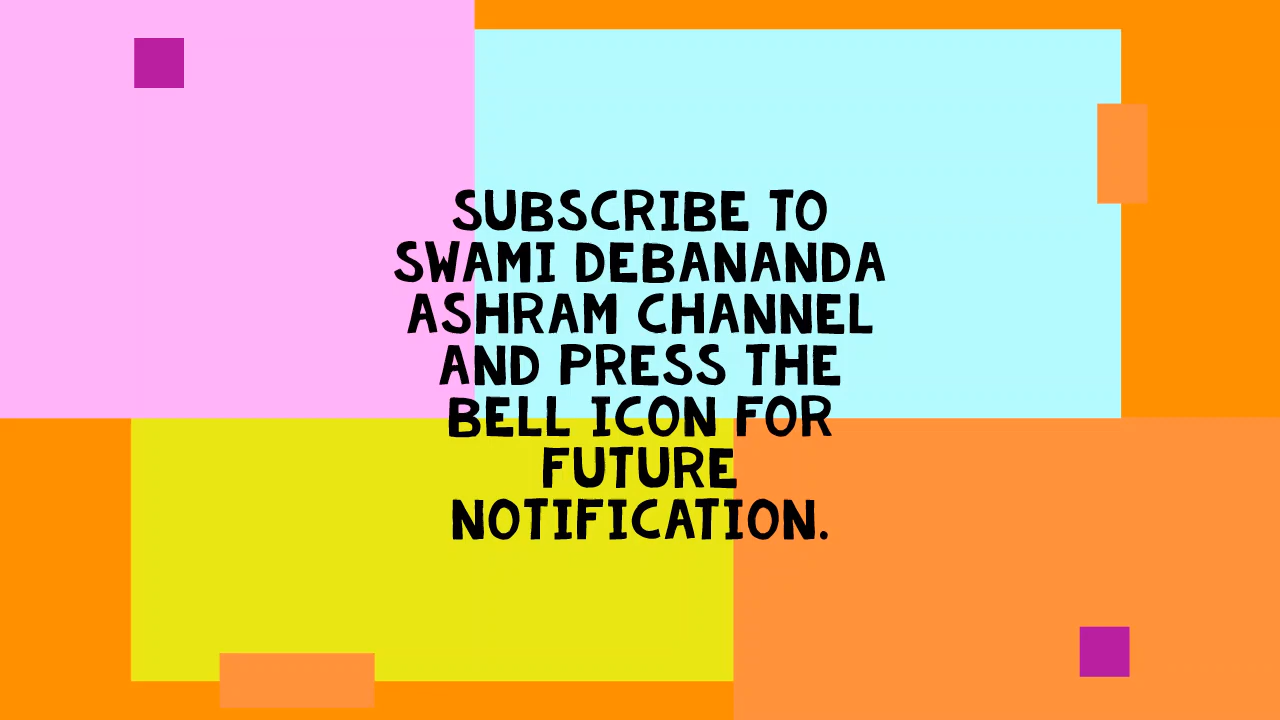 SUBSCRIBE TO
SWAMI DEBANANDA
ASHRAM CHANNEL
AND PRESS THE
BELL ICON FOR
FUTURE
NOTIFICATION.